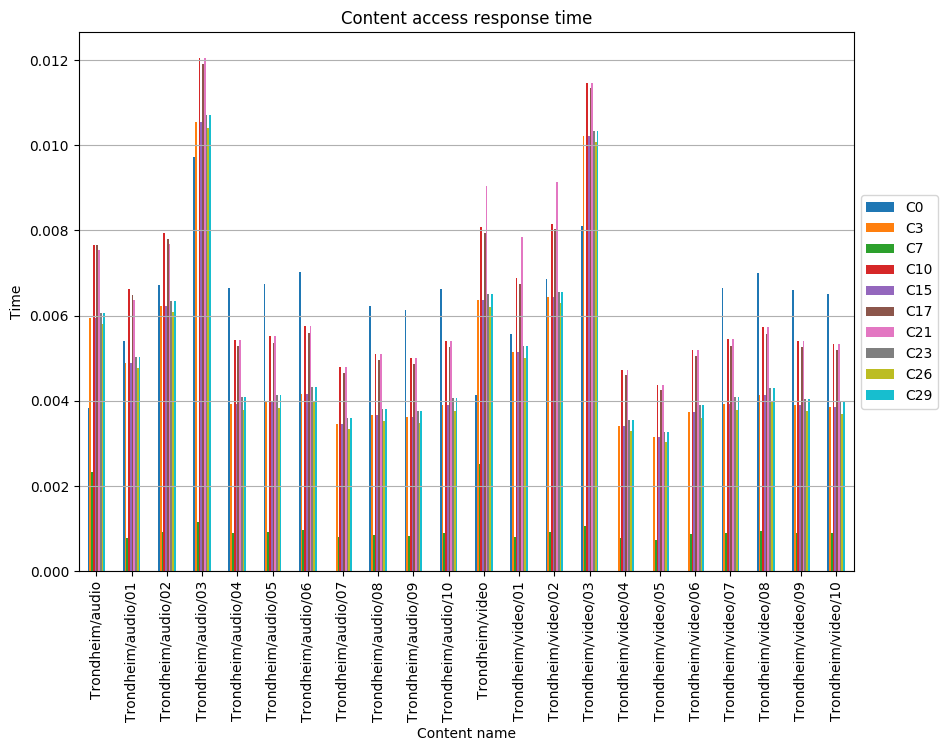 Content access response time
0.012
0.010
0.008
0.006
0.004
0.002
0.000
Time
C0
C3
C7
C10
C15
C17
C21
C23
C26
C29
Trondheim/audio
Trondheim/audio/01
Trondheim/audio/02
Trondheim/audio/03
Trondheim/audio/04
Trondheim/audio/05
Trondheim/audio/06
Trondheim/audio/07
Trondheim/audio/08
Trondheim/audio/09
Trondheim/audio/10
Trondheim/video
Trondheim/video/01
Trondheim/video/02
Trondheim/video/03
Trondheim/video/04
Trondheim/video/05
Trondheim/video/06
Trondheim/video/07
Trondheim/video/08
Trondheim/video/09
Trondheim/video/10
Content name